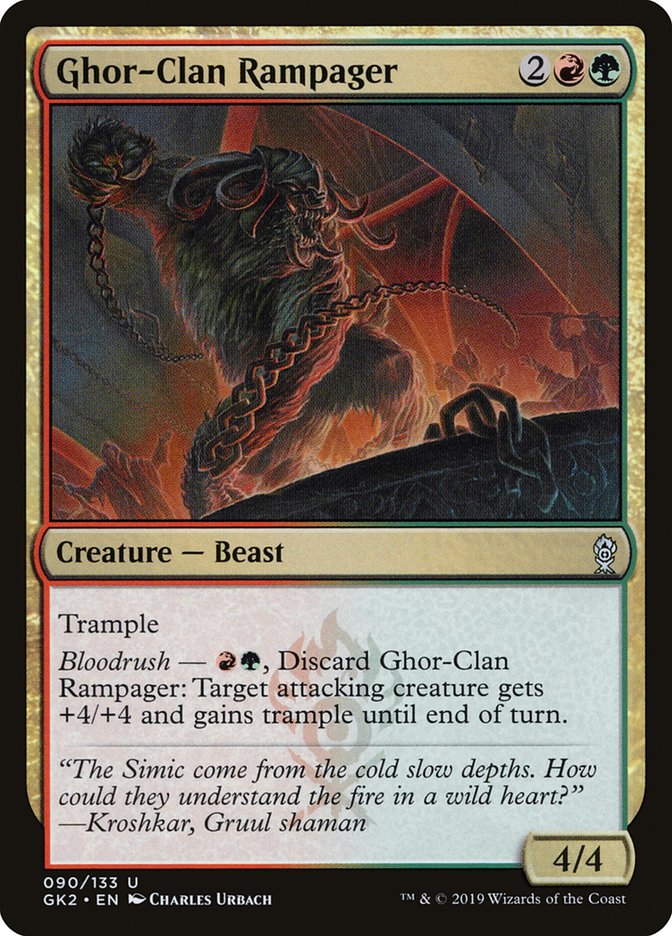 Ghor-Clan Rampager 2
Creature — Beast
Trample
Bloodrush — , Discard Ghor-Clan
Rampager: Target attacking creature gets
+4/+4 and gains trample until end of turn.
“The Simic come from the cold slow depths. How
could they understand the fire in a wild heart?”
—Kroshkar, Gruul shaman
4/4
090/133 U
GK2 • EN Charles Urbach
™ & © 2019 Wizards of the Coast